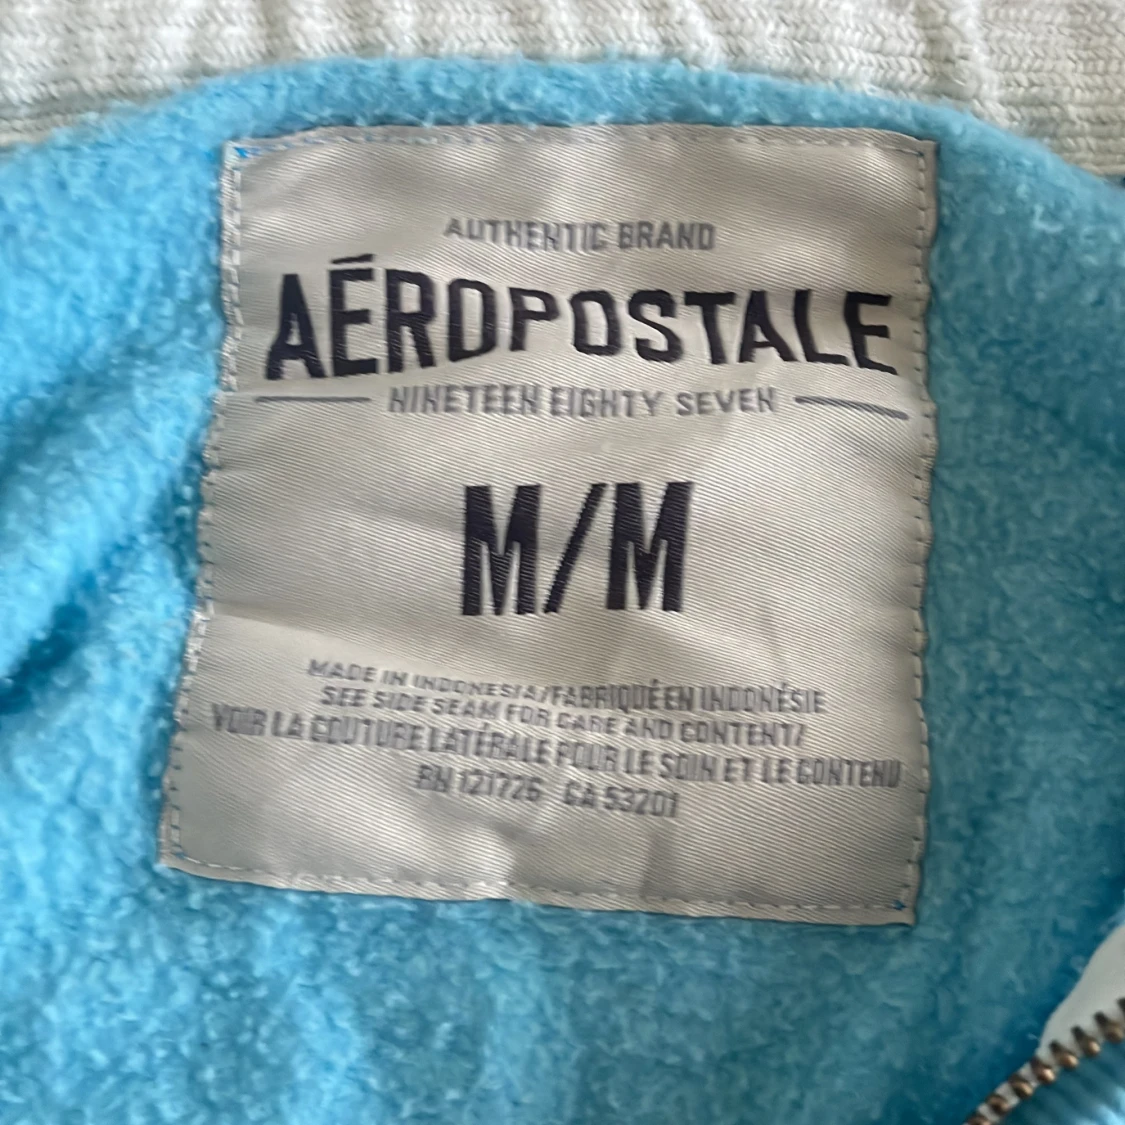 AUTHENTIC BRAND
AÉROPOSTALE
NINETEEN EIGHTY SEVEN
M/M
MADE IN INDONESIA/FABRIQUÉ EN INDONÉSIE
SEE SIDE SEAM FOR CARE AND CONTENT/
VOIR LA COUTURE LATÉRALE POUR LE SOIN ET LE CONTENU
RN 121726 CA 53201